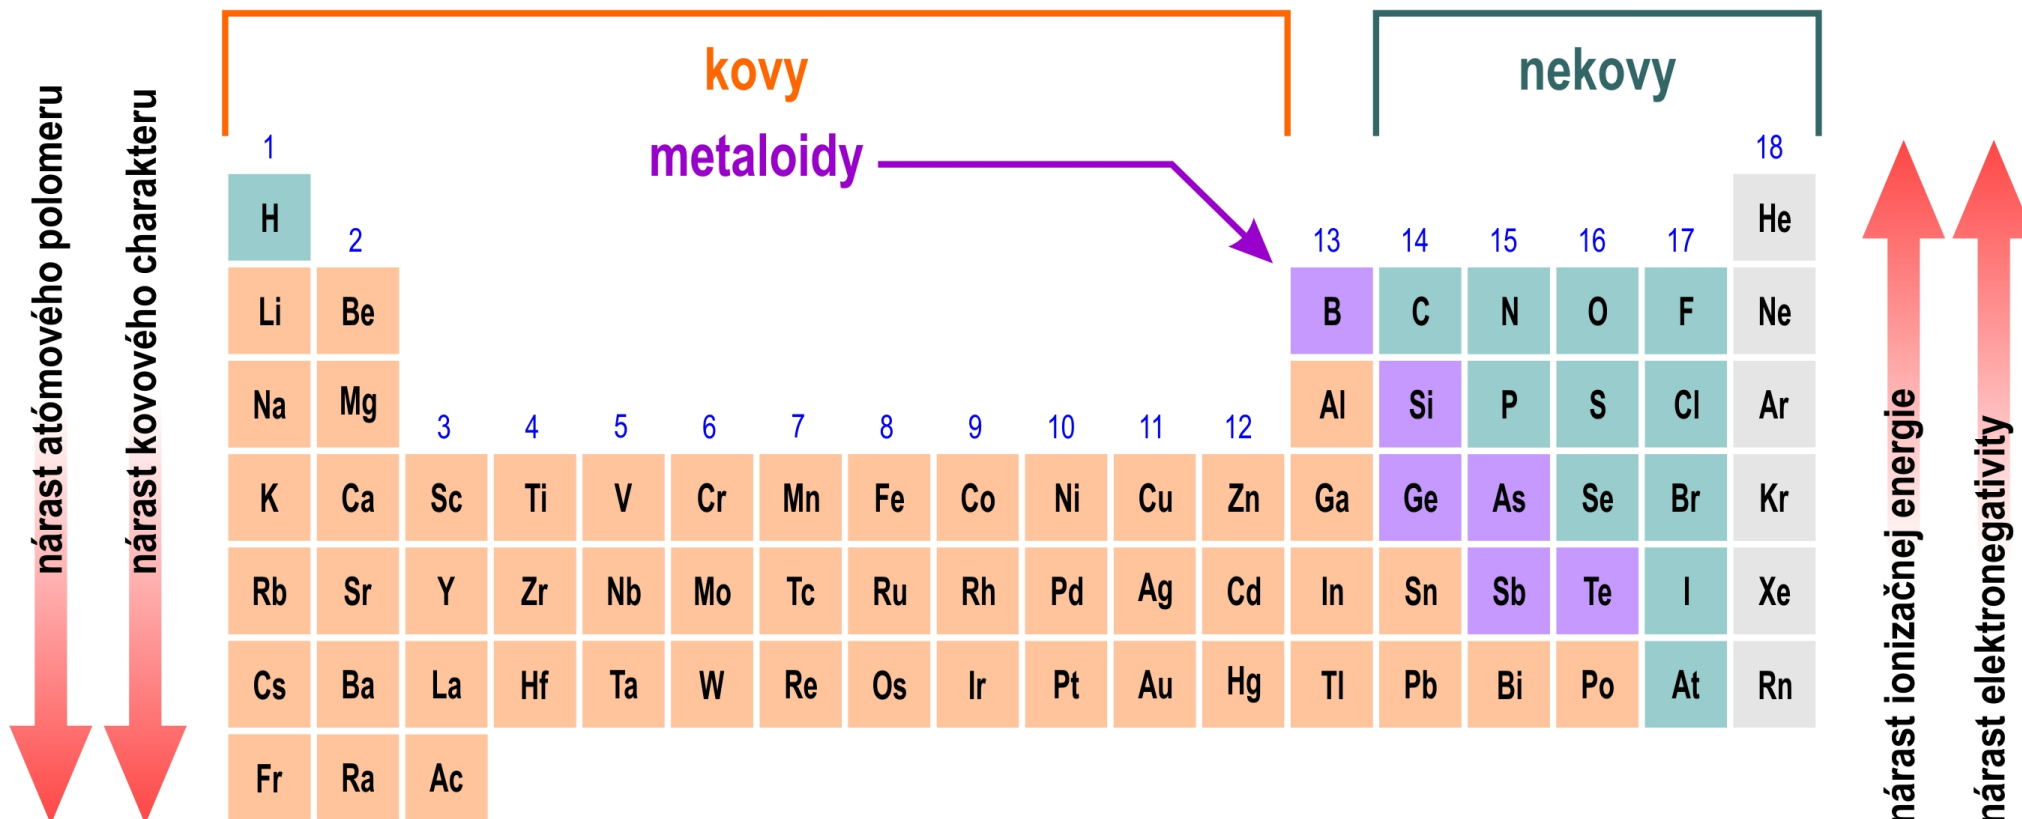 kovy
nekovy
metaloidy
1
18
H
He
2
13
14
15
16
17
Li Be B C N O F Ne
Na Mg Al Si P S Cl Ar
3 4 5 6 7 8 9 10 11 12
K Ca Sc Ti V Cr Mn Fe Co Ni Cu Zn Ga Ge As Se Br Kr
Rb Sr Y Zr Nb Mo Tc Ru Rh Pd Ag Cd In Sn Sb Te I Xe
Cs Ba La Hf Ta W Re Os Ir Pt Au Hg Tl Pb Bi Po At Rn
Fr Ra Ac
nárast atómového polomeru
nárast kovového charakteru
nárast ionizačnej energie
nárast elektronegativity